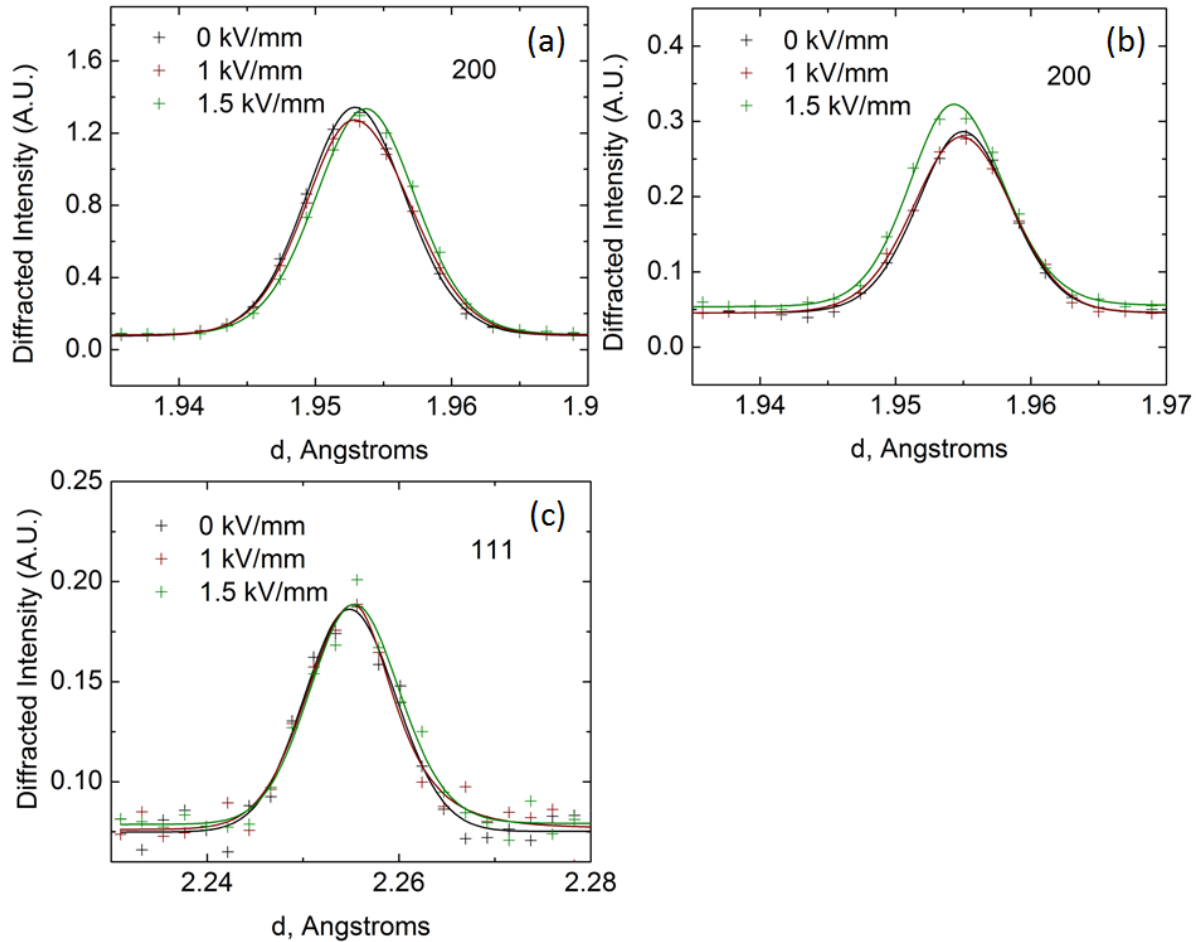 (a)
0 kV/mm
1 kV/mm
1.5 kV/mm
200
1.6
1.2
0.8
0.4
0.0
Diffracted Intensity (A.U.)
1.94
1.95
1.96
1.9
d, Angstroms
(b)
0 kV/mm
1 kV/mm
1.5 kV/mm
200
0.4
0.3
0.2
0.1
0.0
Diffracted Intensity (A.U.)
1.94
1.95
1.96
1.97
d, Angstroms
(c)
0 kV/mm
1 kV/mm
1.5 kV/mm
111
0.25
0.20
0.15
0.10
Diffracted Intensity (A.U.)
2.24
2.26
2.28
d, Angstroms